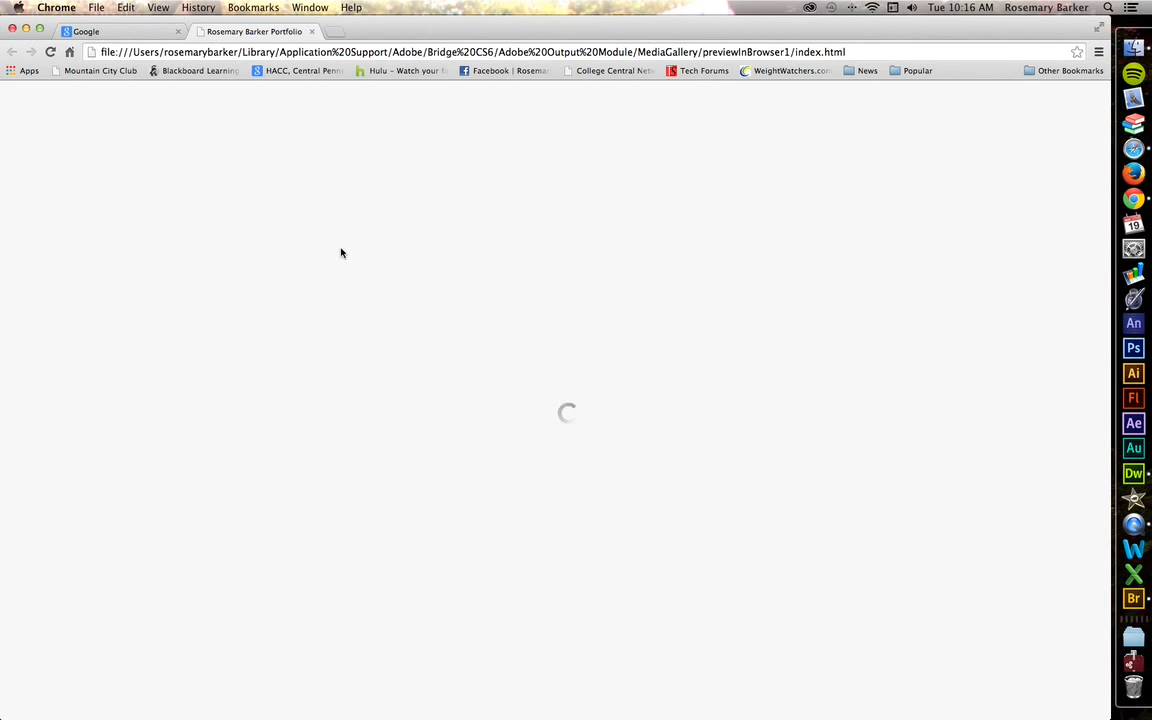 Chrome File Edit View History Bookmarks Window Help Tue 10:16 AM Rosemary Barker
Google Rosemary Barker Portfolio
file:///Users/rosemarybarker/Library/Application%20Support/Adobe/Bridge%20CS6/Adobe%20Output%20Module/MediaGallery/previewInBrowser1/index.html
Apps Mountain City Club Blackboard Learning HACC, Central Penn Hulu – Watch your f Facebook | Rosemar College Central Net Tech Forums WeightWatchers.com News Popular Other Bookmarks
19
An
Ps
Ai
Fl
Ae
Au
Dw
W
X
Br